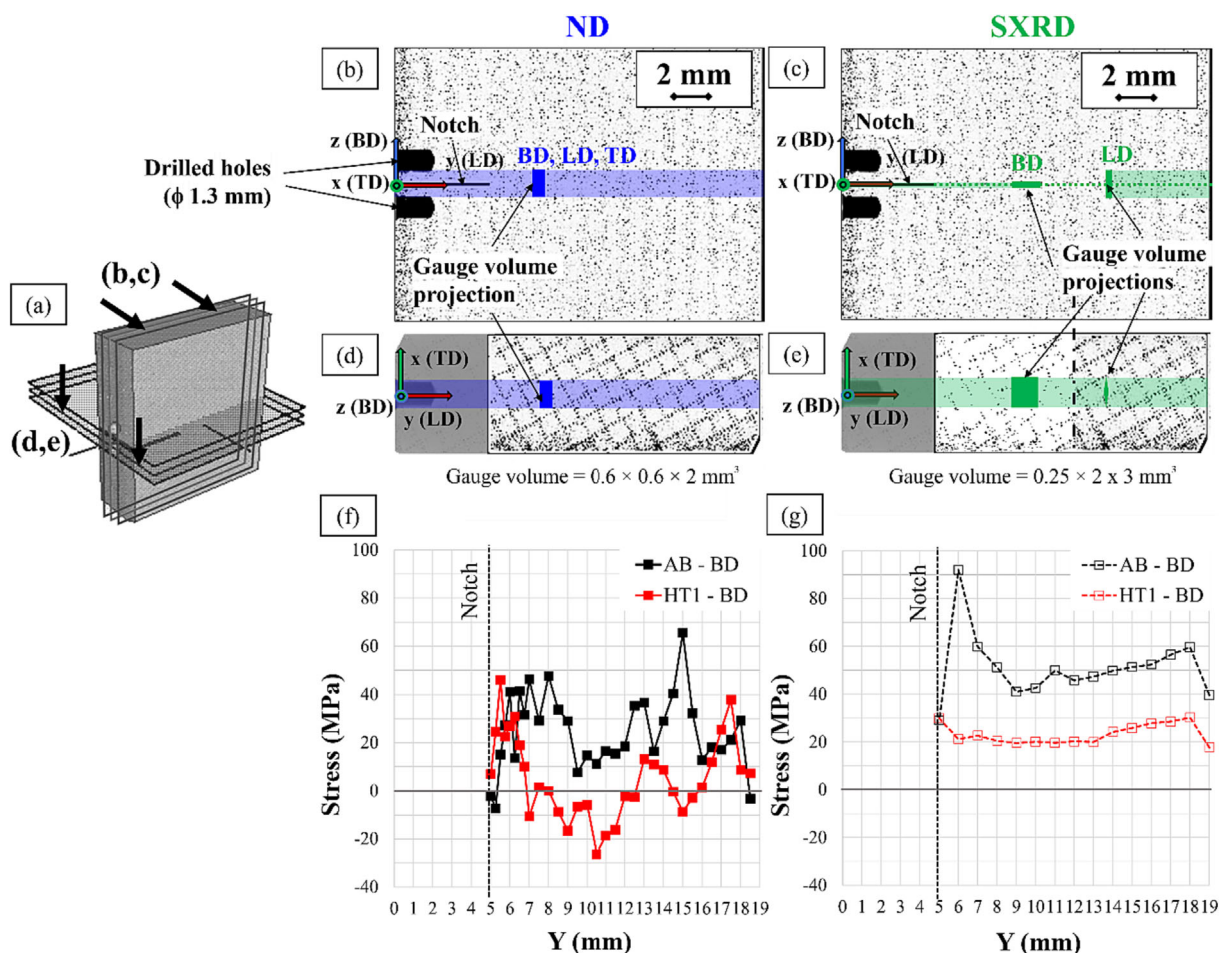 ND
SXRD
(b)
2 mm
z (BD)
Notch
y (LD)
BD, LD, TD
Drilled holes
(ϕ 1.3 mm)
x (TD)
Gauge volume
projection
(c)
2 mm
z (BD)
Notch
y (LD)
BD
LD
x (TD)
Gauge volume
projections
(a)
(b,c)
(d,e)
(d)
x (TD)
z (BD)
y (LD)
Gauge volume = 0.6 × 0.6 × 2 mm³
(e)
x (TD)
z (BD)
y (LD)
Gauge volume = 0.25 × 2 x 3 mm³
(f)
Notch
AB - BD
HT1 - BD
Stress (MPa)
100
80
60
40
20
0
-20
-40
0 1 2 3 4 5 6 7 8 9 10 11 12 13 14 15 16 17 18 19
Y (mm)
(g)
Notch
AB - BD
HT1 - BD
Stress (MPa)
100
80
60
40
20
0
-20
-40
0 1 2 3 4 5 6 7 8 9 10 11 12 13 14 15 16 17 18 19
Y (mm)